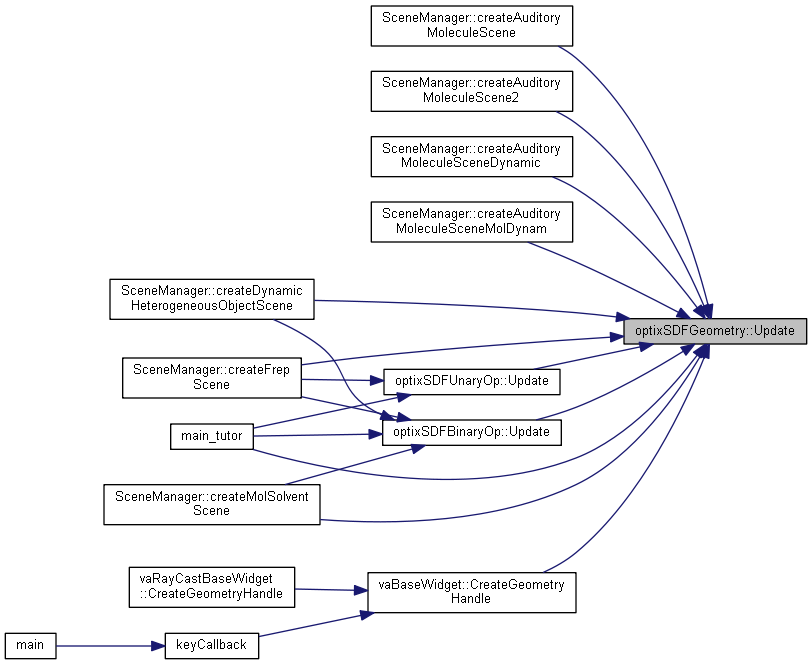 SceneManager::createAuditory
MoleculeScene
SceneManager::createAuditory
MoleculeScene2
SceneManager::createAuditory
MoleculeSceneDynamic
SceneManager::createAuditory
MoleculeSceneMolDynam
SceneManager::createDynamic
HeterogeneousObjectScene
optixSDFGeometry::Update
SceneManager::createFrep
Scene
optixSDFUnaryOp::Update
main_tutor
optixSDFBinaryOp::Update
SceneManager::createMolSolvent
Scene
vaRayCastBaseWidget
::CreateGeometryHandle
vaBaseWidget::CreateGeometry
Handle
main
keyCallback